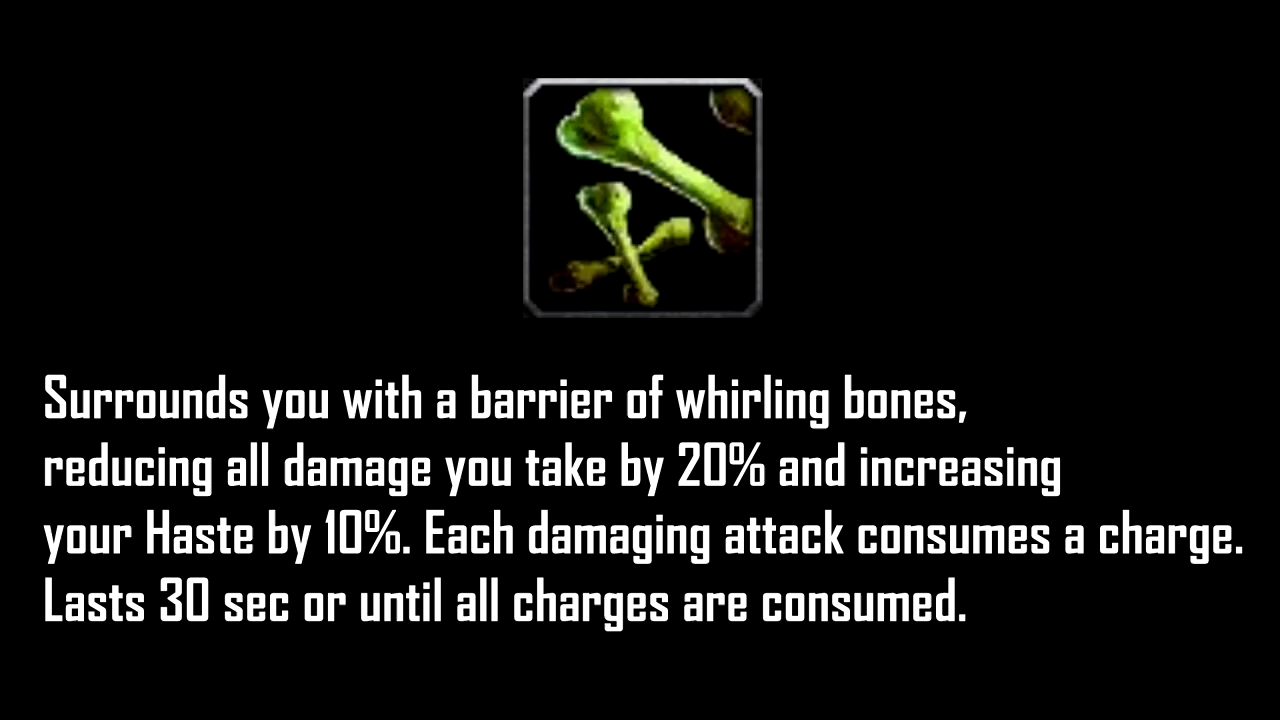 Surrounds you with a barrier of whirling bones,
reducing all damage you take by 20% and increasing
your Haste by 10%. Each damaging attack consumes a charge.
Lasts 30 sec or until all charges are consumed.